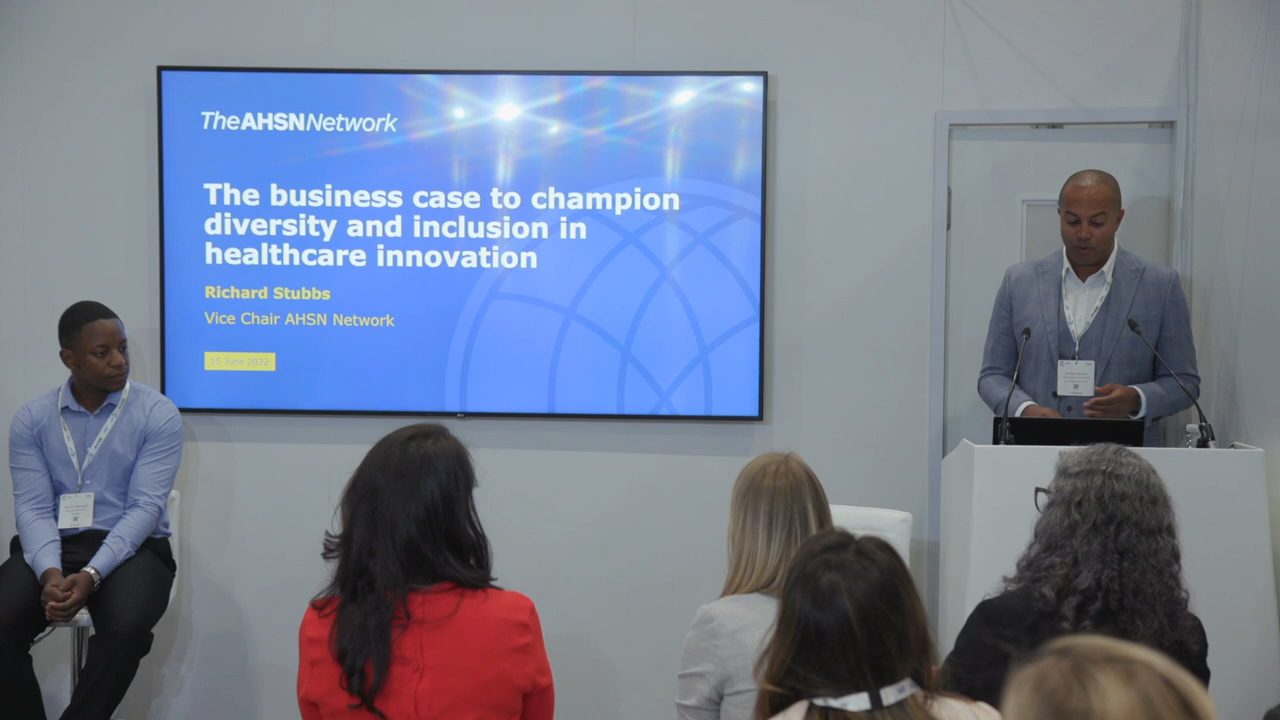 TheAHSNNetwork
The business case to champion
diversity and inclusion in
healthcare innovation
Richard Stubbs
Vice Chair AHSN Network
15 June 2022